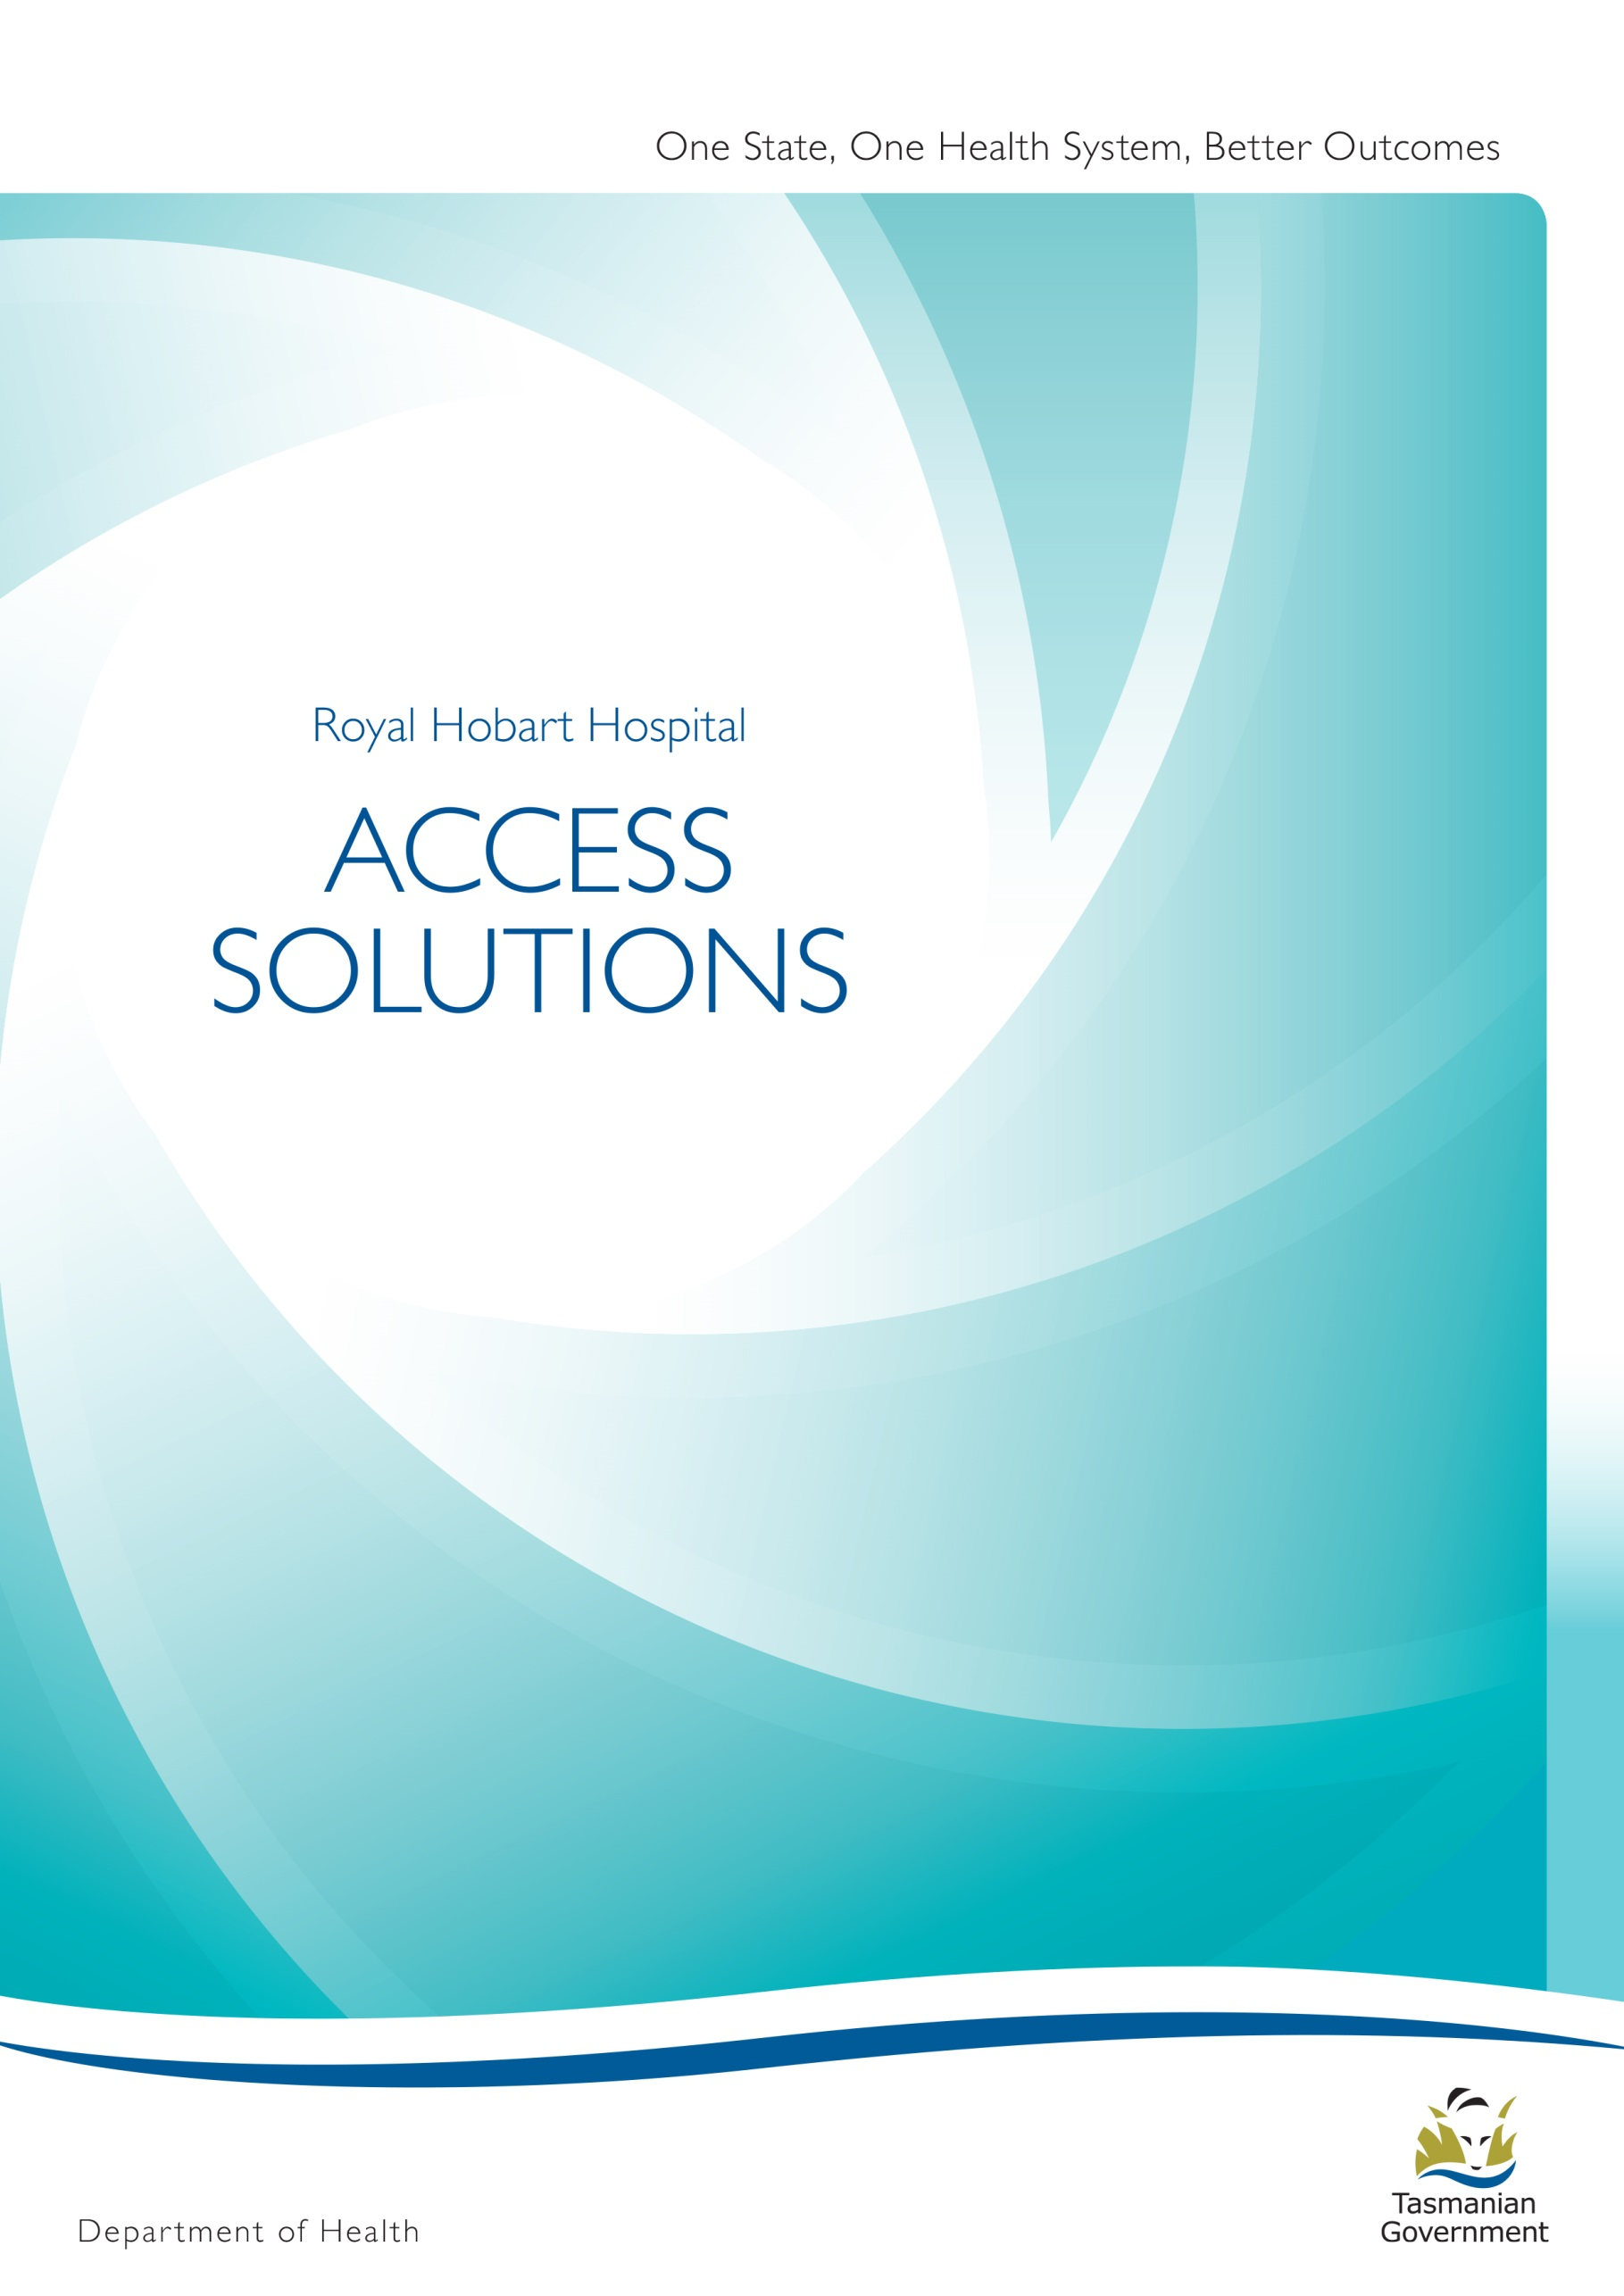 One State, One Health System, Better Outcomes
Royal Hobart Hospital
ACCESS
SOLUTIONS
Department of Health
Tasmanian
Government